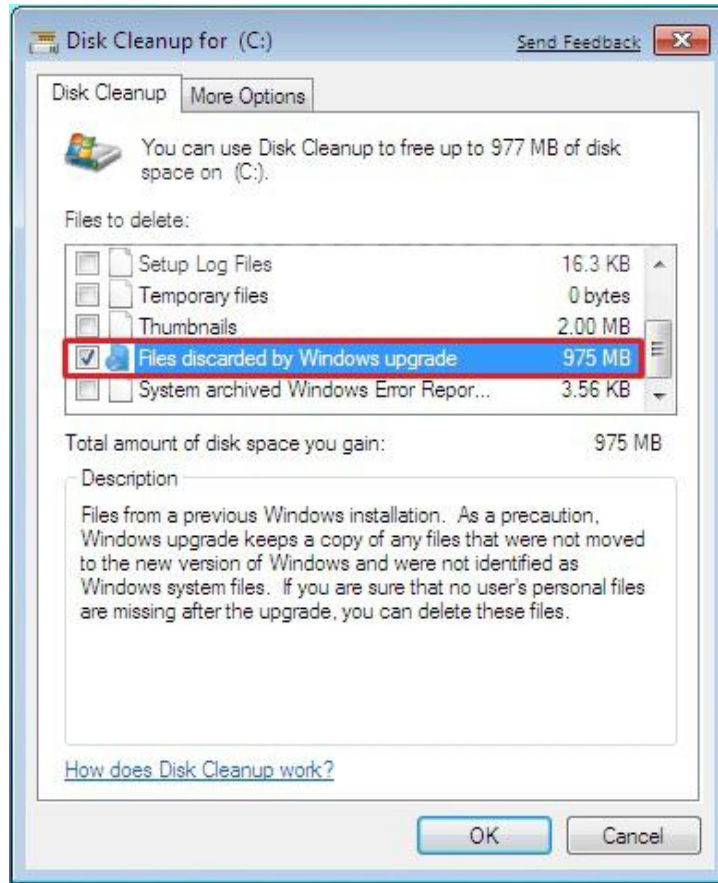 Disk Cleanup for (C:)
Send Feedback
Disk Cleanup
More Options
You can use Disk Cleanup to free up to 977 MB of disk
space on (C:).
Files to delete:
Setup Log Files 16.3 KB
Temporary files 0 bytes
Thumbnails 2.00 MB
Files discarded by Windows upgrade 975 MB
System archived Windows Error Repor... 3.56 KB
Total amount of disk space you gain: 975 MB
Description
Files from a previous Windows installation. As a precaution,
Windows upgrade keeps a copy of any files that were not moved
to the new version of Windows and were not identified as
Windows system files. If you are sure that no user's personal files
are missing after the upgrade, you can delete these files.
How does Disk Cleanup work?
OK
Cancel